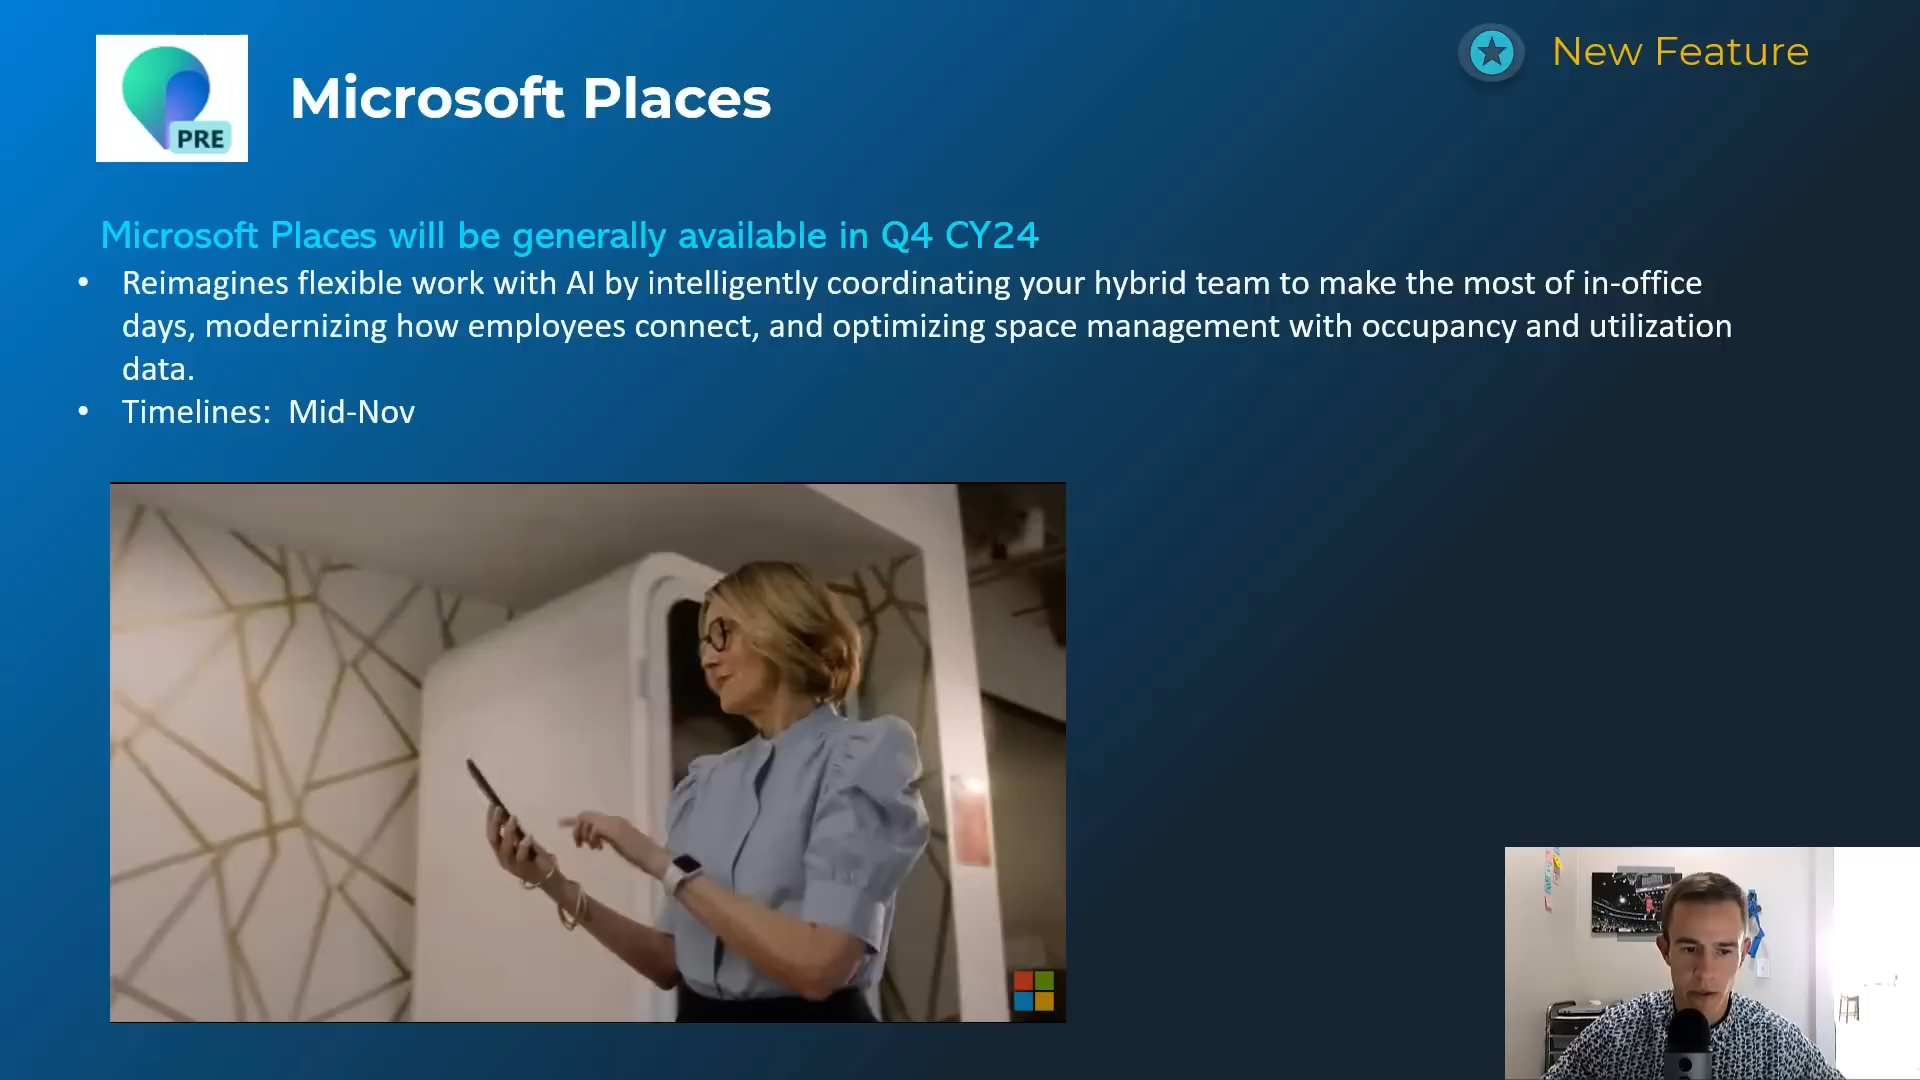 PRE
Microsoft Places
New Feature
Microsoft Places will be generally available in Q4 CY24
• Reimagines flexible work with AI by intelligently coordinating your hybrid team to make the most of in-office
days, modernizing how employees connect, and optimizing space management with occupancy and utilization
data.
• Timelines:  Mid-Nov